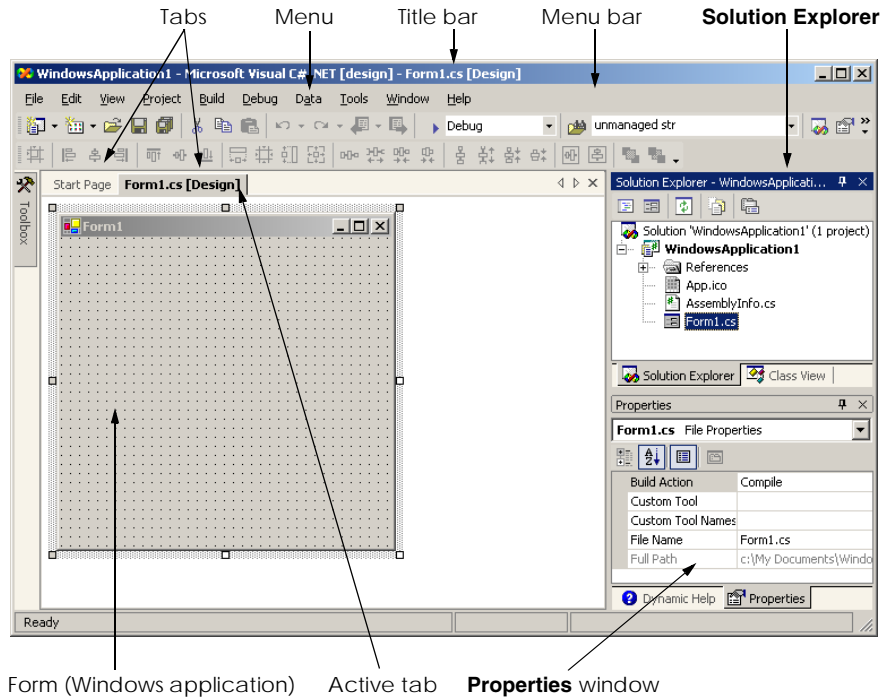 Tabs Menu Title bar Menu bar Solution Explorer
WindowsApplication1 - Microsoft Visual C# .NET [design] - Form1.cs [Design]
File Edit View Project Build Debug Data Tools Window Help
Debug unmanaged str
Toolbox
Start Page Form1.cs [Design]
Form1
Solution Explorer - WindowsApplicati...
Solution 'WindowsApplication1' (1 project)
WindowsApplication1
References
App.ico
AssemblyInfo.cs
Form1.cs
Solution Explorer Class View
Properties
Form1.cs File Properties
Build Action Compile
Custom Tool
Custom Tool Names
File Name Form1.cs
Full Path c:\My Documents\Windo
Dynamic Help Properties
Ready
Form (Windows application) Active tab Properties window